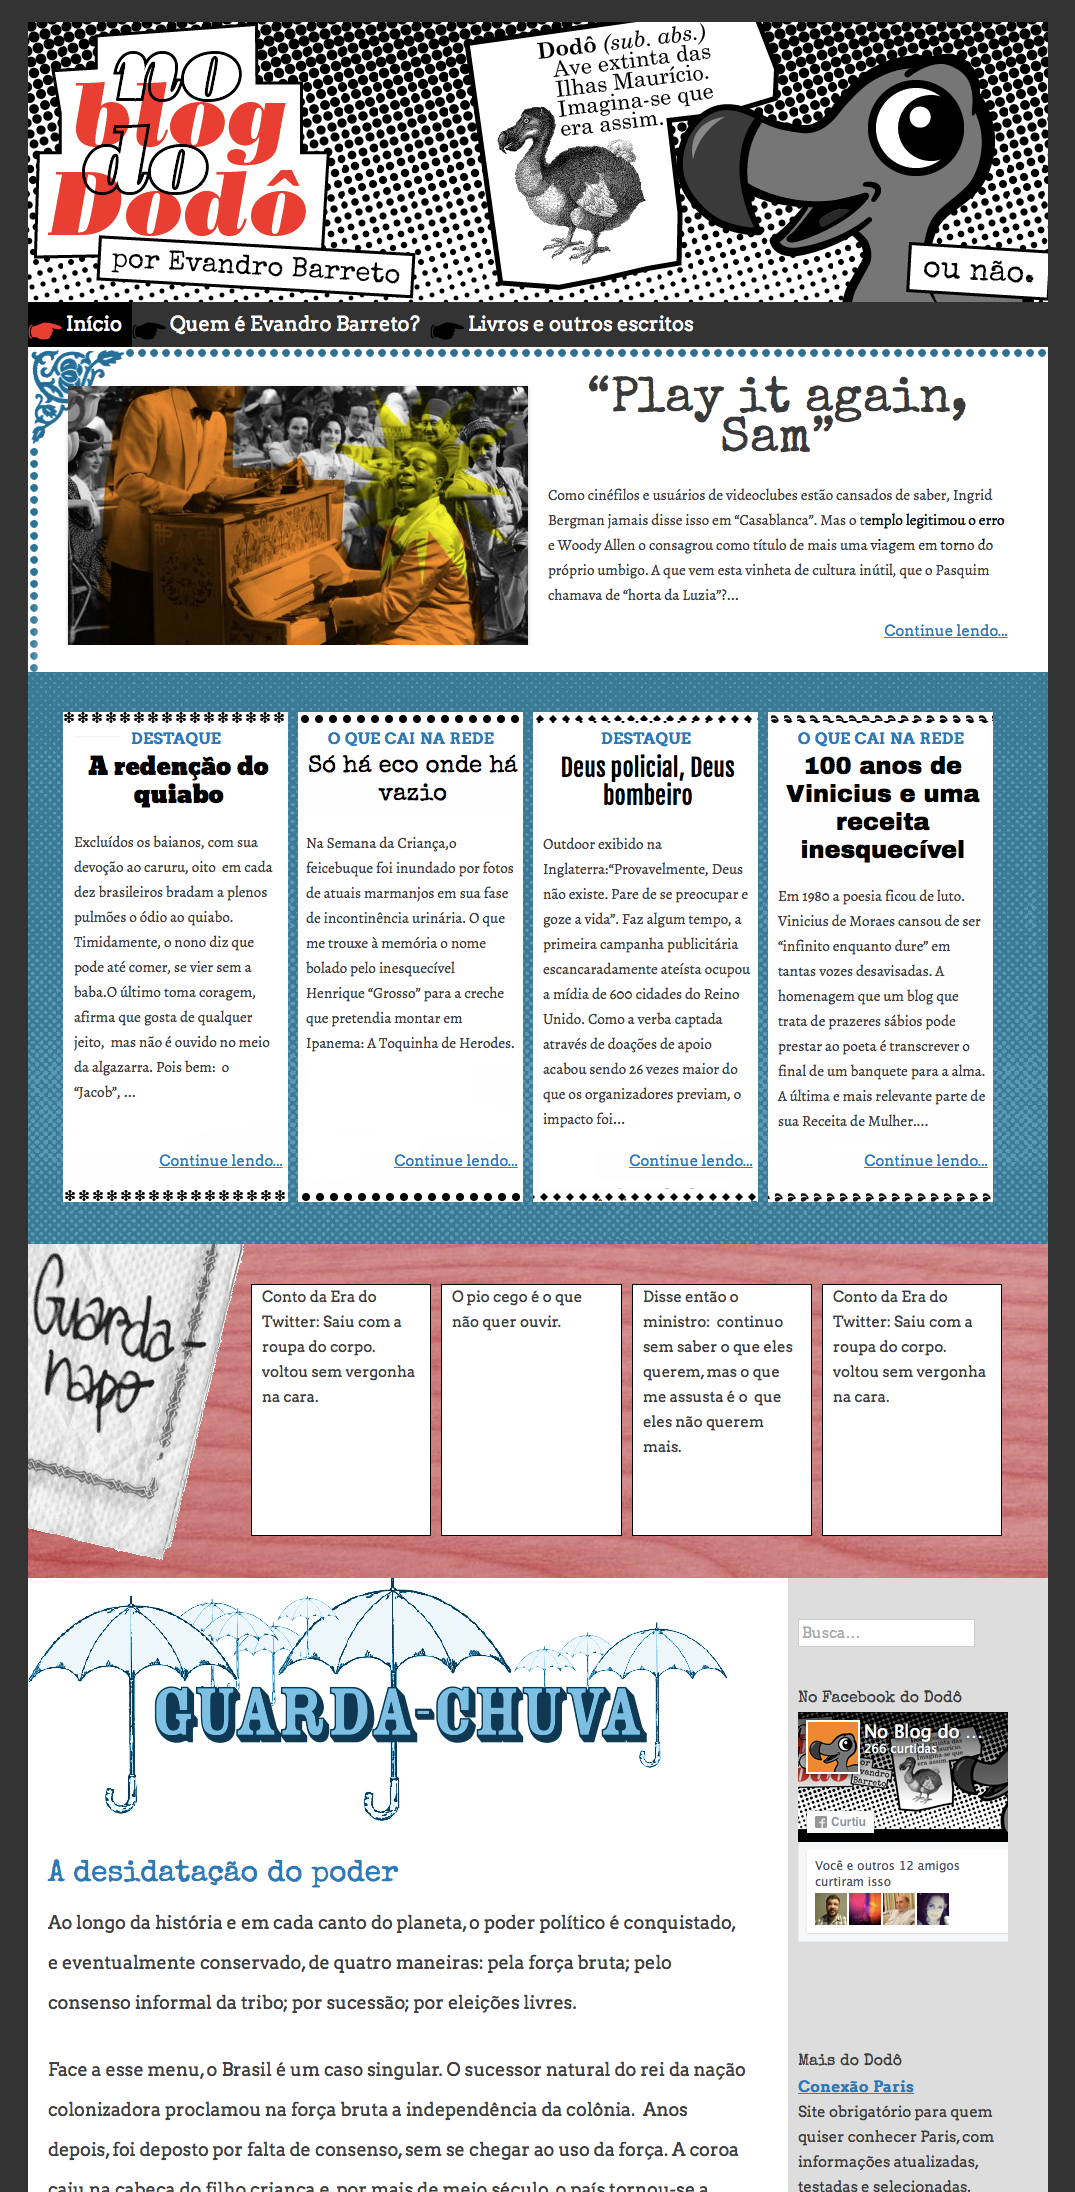 no
blog
do
Dodô
por Evandro Barreto
Dodô (sub. abs.)
Ave extinta das
Ilhas Maurício.
Imagina-se que
era assim.
ou não.
Início
Quem é Evandro Barreto?
Livros e outros escritos
“Play it again,
Sam”
Como cinéfilos e usuários de videoclubes estão cansados de saber, Ingrid
Bergman jamais disse isso em “Casablanca”. Mas o templo legitimou o erro
e Woody Allen o consagrou como título de mais uma viagem em torno do
próprio umbigo. A que vem esta vinheta de cultura inútil, que o Pasquim
chamava de “horta da Luzia”?...
Continue lendo...
DESTAQUE
A redenção do
quiabo
Excluídos os baianos, com sua
devoção ao caruru, oito  em cada
dez brasileiros bradam a plenos
pulmões o ódio ao quiabo.
Timidamente, o nono diz que
pode até comer, se vier sem a
baba.O último toma coragem,
afirma que gosta de qualquer
jeito,  mas não é ouvido no meio
da algazarra. Pois bem:  o
“Jacob”, ...
Continue lendo...
O QUE CAI NA REDE
Só há eco onde há
vazio
Na Semana da Criança,o
feicebuque foi inundado por fotos
de atuais marmanjos em sua fase
de incontinência urinária. O que
me trouxe à memória o nome
bolado pelo inesquecível
Henrique “Grosso” para a creche
que pretendia montar em
Ipanema: A Toquinha de Herodes.
Continue lendo...
DESTAQUE
Deus policial, Deus
bombeiro
Outdoor exibido na
Inglaterra:“Provavelmente, Deus
não existe. Pare de se preocupar e
goze a vida”. Faz algum tempo, a
primeira campanha publicitária
escancaradamente ateísta ocupou
a mídia de 600 cidades do Reino
Unido. Como a verba captada
através de doações de apoio
acabou sendo 26 vezes maior do
que os organizadores previam, o
impacto foi...
Continue lendo...
O QUE CAI NA REDE
100 anos de
Vinicius e uma
receita
inesquecível
Em 1980 a poesia ficou de luto.
Vinicius de Moraes cansou de ser
“infinito enquanto dure” em
tantas vozes desavisadas. A
homenagem que um blog que
trata de prazeres sábios pode
prestar ao poeta é transcrever o
final de um banquete para a alma.
A última e mais relevante parte de
sua Receita de Mulher....
Continue lendo...
Guarda-
napo
Conto da Era do
Twitter: Saiu com a
roupa do corpo.
voltou sem vergonha
na cara.
O pio cego é o que
não quer ouvir.
Disse então o
ministro:  continuo
sem saber o que eles
querem, mas o que
me assusta é o  que
eles não querem
mais.
Conto da Era do
Twitter: Saiu com a
roupa do corpo.
voltou sem vergonha
na cara.
GUARDA-CHUVA
A desidatação do poder
Ao longo da história e em cada canto do planeta, o poder político é conquistado,
e eventualmente conservado, de quatro maneiras: pela força bruta; pelo
consenso informal da tribo; por sucessão; por eleições livres.
Face a esse menu, o Brasil é um caso singular. O sucessor natural do rei da nação
colonizadora proclamou na força bruta a independência da colônia.  Anos
depois, foi deposto por falta de consenso, sem se chegar ao uso da força. A coroa
caiu na cabeça do filho criança e, por mais de meio século, o país tornou-se a
Busca...
No Facebook do Dodô
No Blog do ...
266 curtidas
Curtiu
Você e outros 12 amigos
curtiram isso
Mais do Dodô
Conexão Paris
Site obrigatório para quem
quiser conhecer Paris, com
informações atualizadas,
testadas e selecionadas.